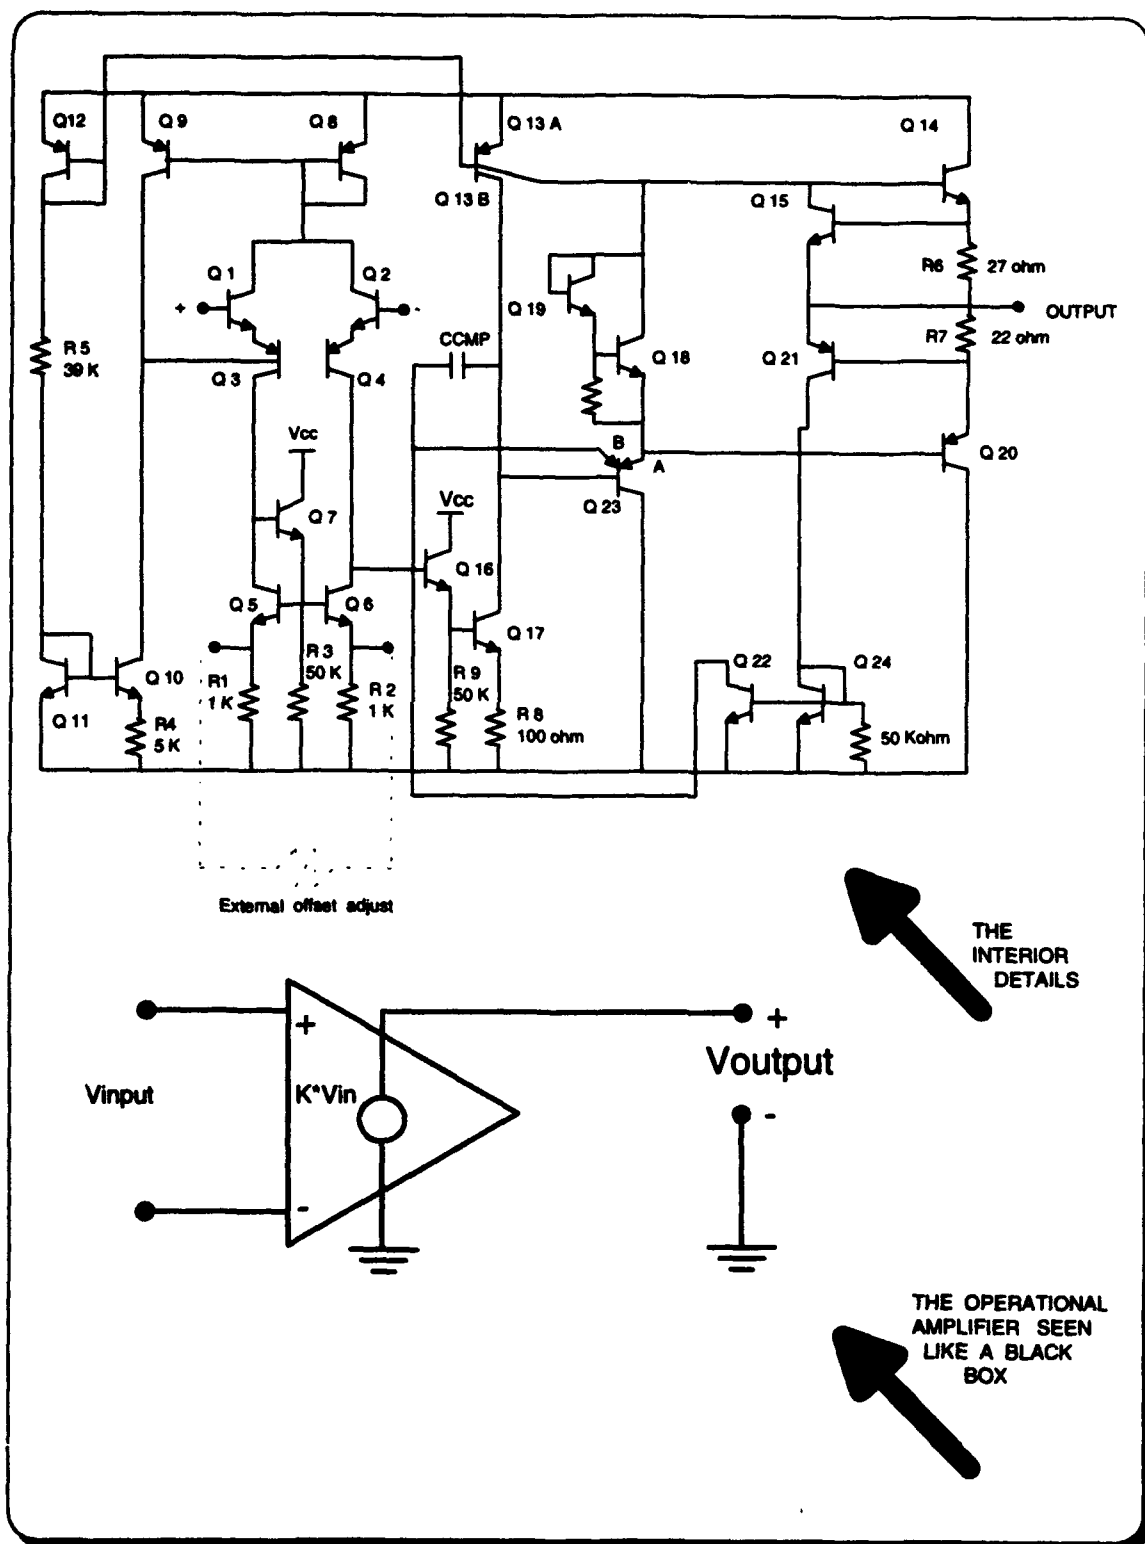 Q12
Q 9
Q 8
Q 13 A
Q 14
Q 13 B
Q 15
Q 1
Q 2
+
-
Q 19
R6
27 ohm
OUTPUT
R 5
39 K
CCMP
Q 18
R7
22 ohm
Q 3
Q 4
Q 21
Vcc
B
A
Q 20
Vcc
Q 23
Q 7
Q 16
Q 5
Q 6
Q 17
Q 10
R1
1 K
R 3
50 K
R 2
1 K
R 9
50 K
Q 22
Q 24
Q 11
R4
5 K
R 8
100 ohm
50 Kohm
External offset adjust
THE
INTERIOR
DETAILS
+
+
Vinput
K*Vin
Voutput
-
-
THE OPERATIONAL
AMPLIFIER SEEN
LIKE A BLACK
BOX